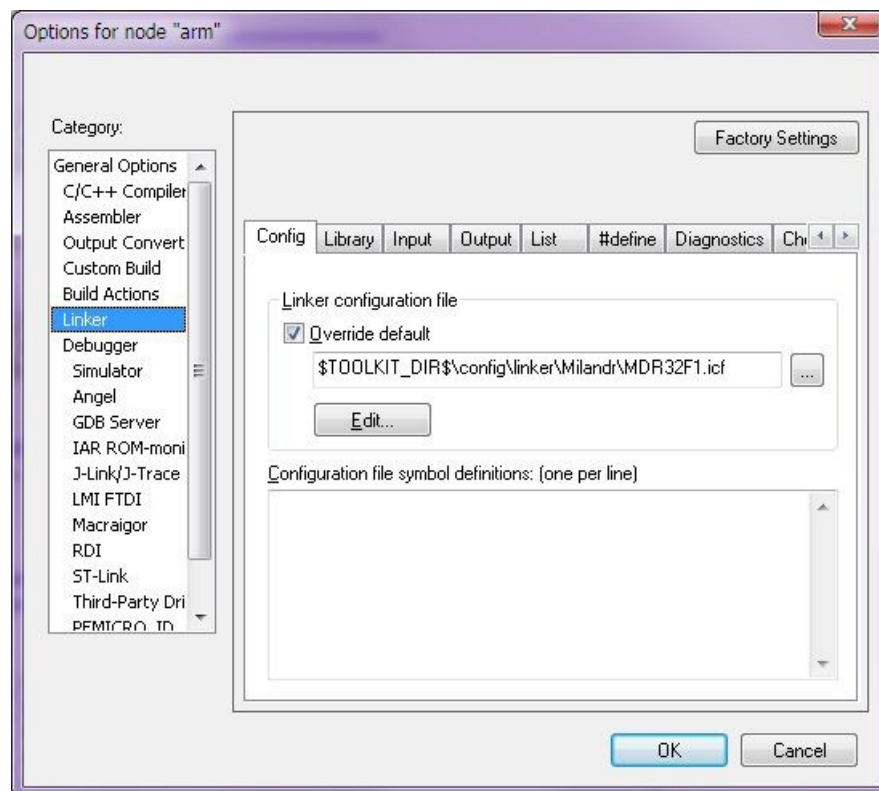 Options for node "arm"
Category:
General Options
C/C++ Compiler
Assembler
Output Convert
Custom Build
Build Actions
Linker
Debugger
Simulator
Angel
GDB Server
IAR ROM-moni
J-Link/J-Trace
LMI FTDI
Macraigor
RDI
ST-Link
Third-Party Dri
PEMICRO_ID
Factory Settings
Config Library Input Output List #define Diagnostics Ch
Linker configuration file
Override default
$TOOLKIT_DIR$\config\linker\Milandr\MDR32F1.icf
...
Edit...
Configuration file symbol definitions: (one per line)
OK Cancel